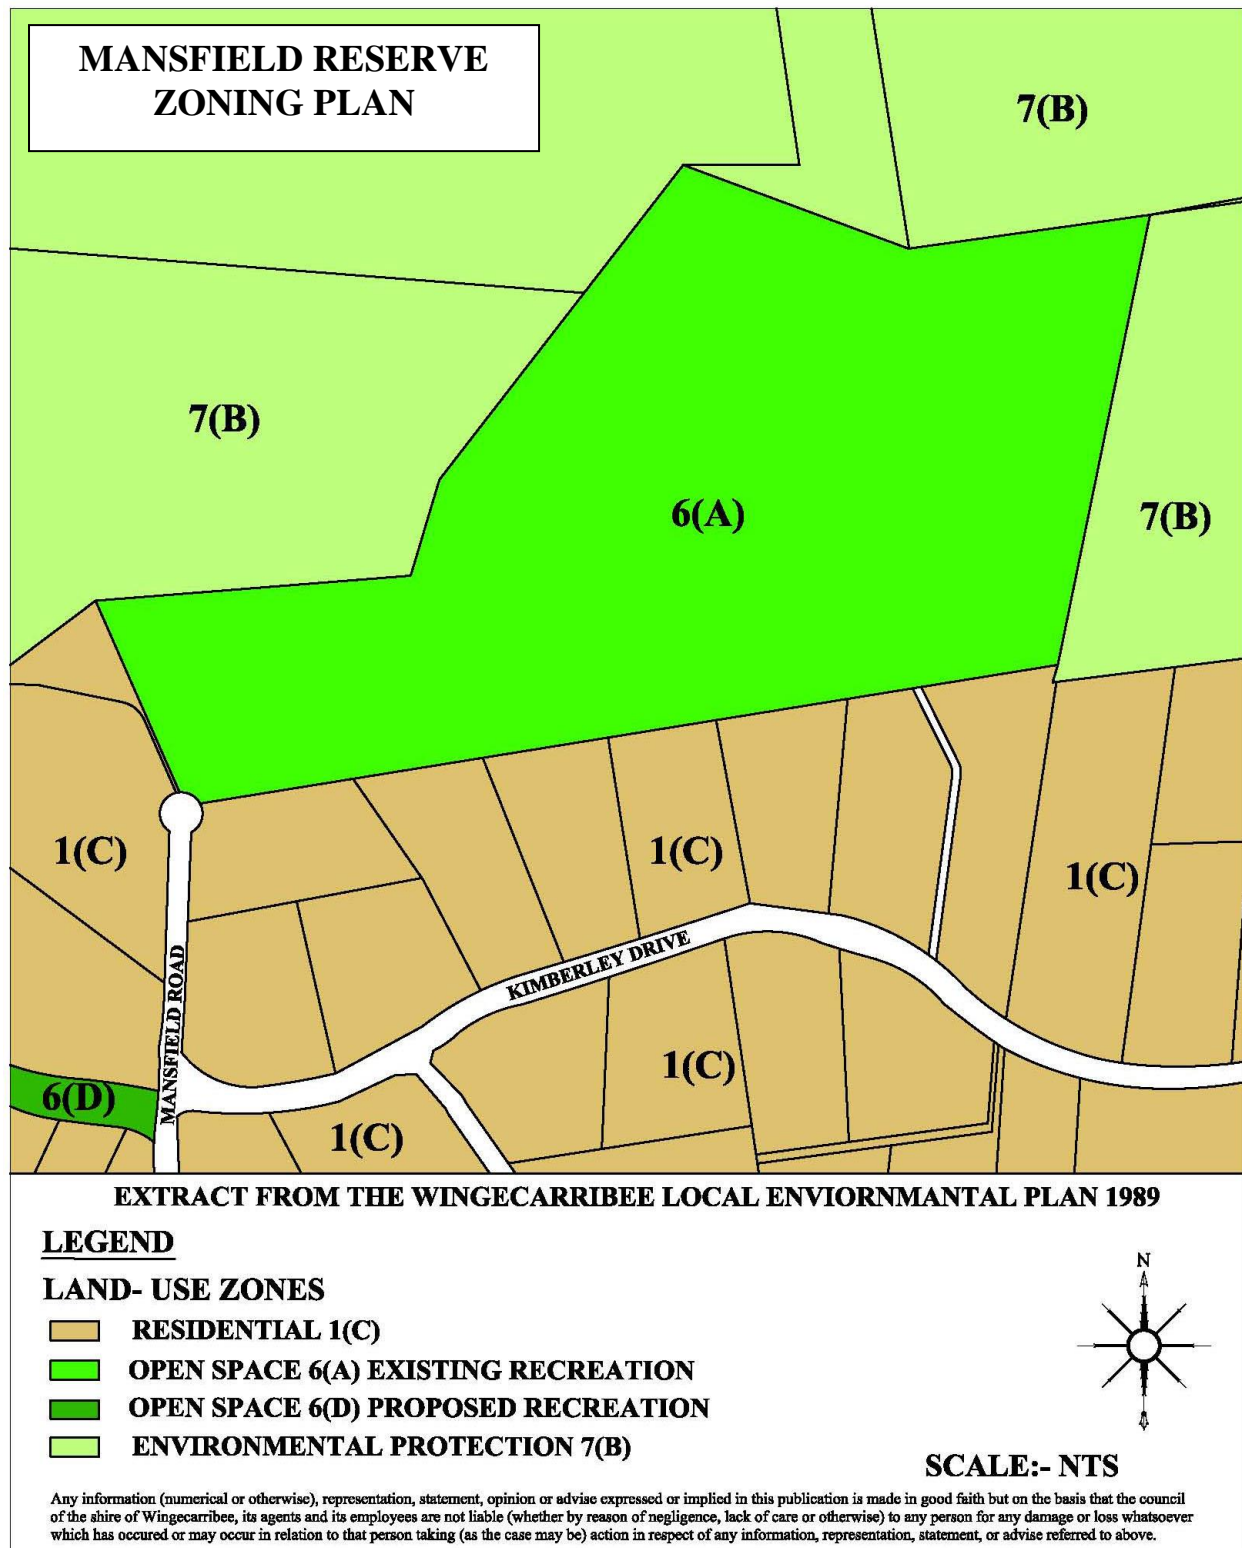 MANSFIELD RESERVE
ZONING PLAN
7(B)
7(B)
6(A)
7(B)
1(C)
1(C)
1(C)
MANSFIELD ROAD
KIMBERLEY DRIVE
1(C)
6(D)
1(C)
EXTRACT FROM THE WINGECARRIBEE LOCAL ENVIORNMANTAL PLAN 1989
LEGEND
LAND- USE ZONES
RESIDENTIAL 1(C)
OPEN SPACE 6(A) EXISTING RECREATION
OPEN SPACE 6(D) PROPOSED RECREATION
ENVIRONMENTAL PROTECTION 7(B)
N
SCALE:- NTS
Any information (numerical or otherwise), representation, statement, opinion or advise expressed or implied in this publication is made in good faith but on the basis that the council
of the shire of Wingecarribee, its agents and its employees are not liable (whether by reason of negligence, lack of care or otherwise) to any person for any damage or loss whatsoever
which has occured or may occur in relation to that person taking (as the case may be) action in respect of any information, representation, statement, or advise referred to above.